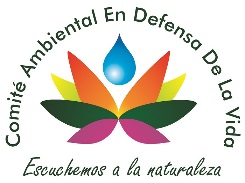 Comité Ambiental En Defensa De La Vida
Escuchemos a la naturaleza